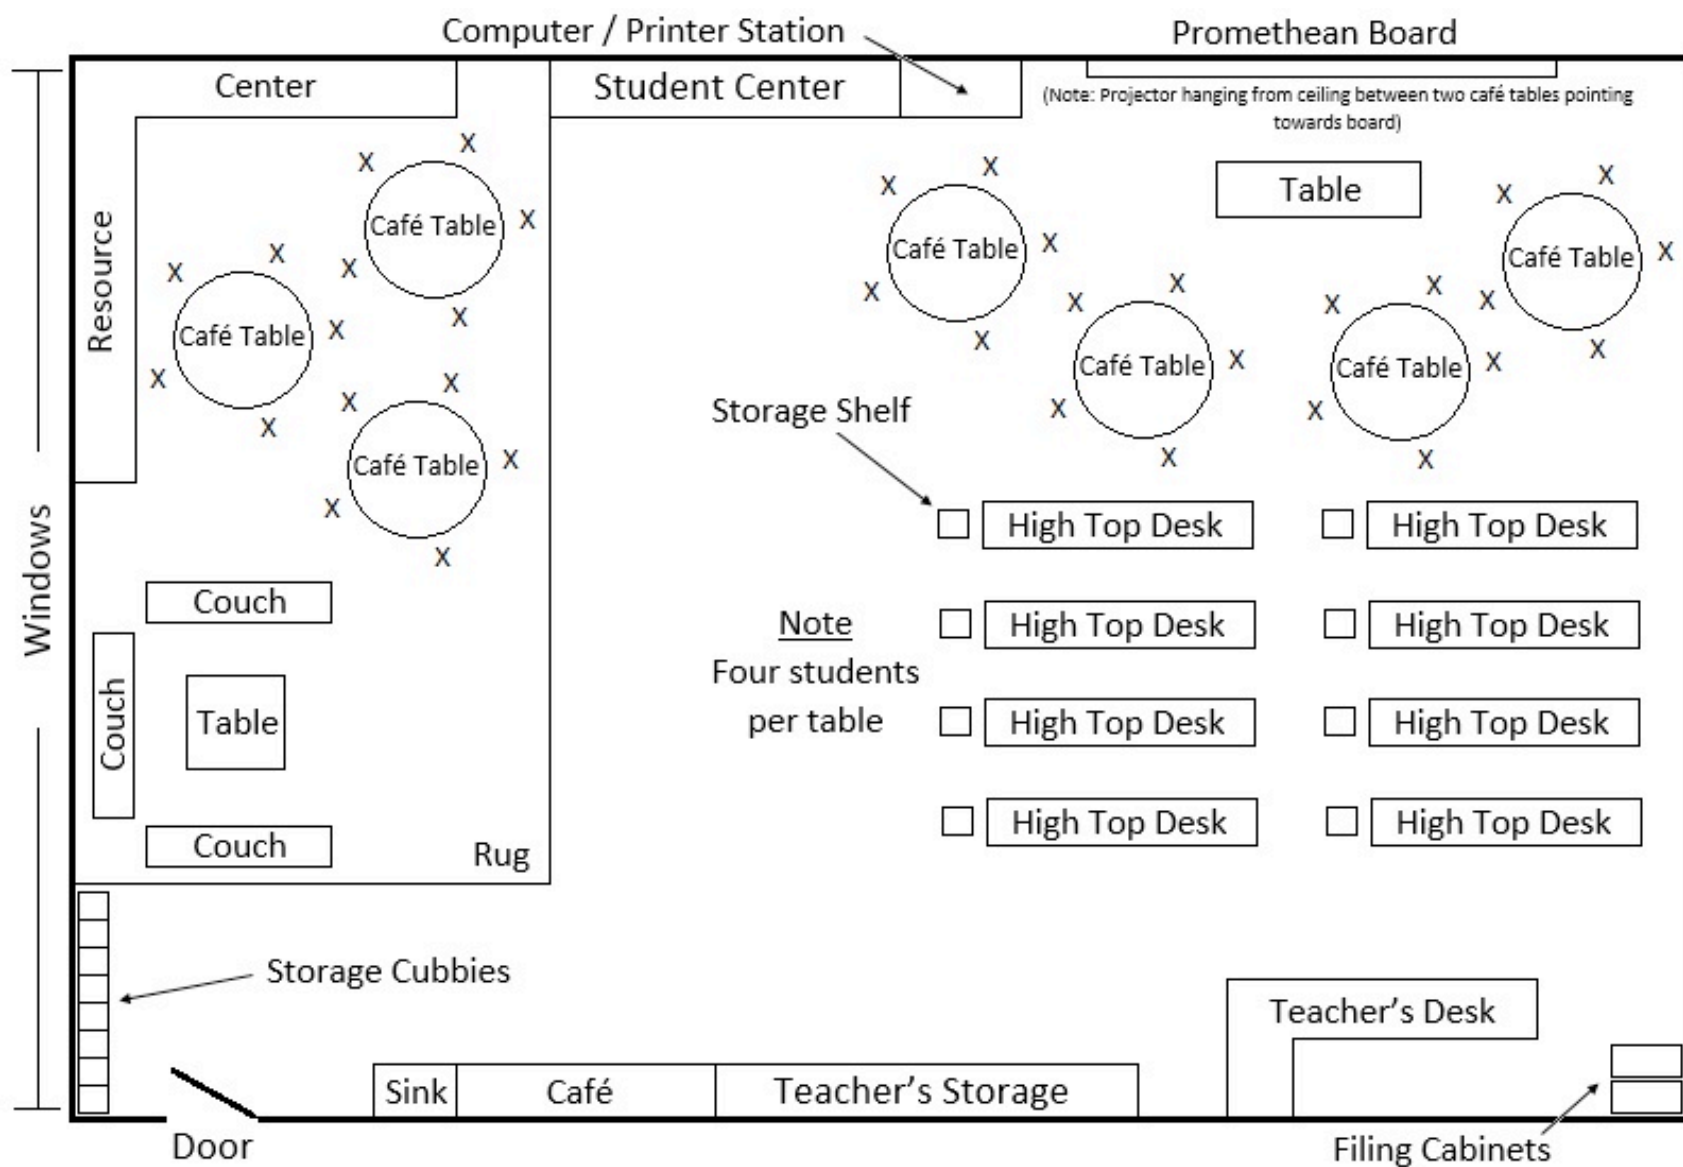 Computer / Printer Station
Promethean Board
Center
Student Center
(Note: Projector hanging from ceiling between two café tables pointing
towards board)
Resource
Table
X
X
X
X
X
Café Table
X
X
X
X
X
Café Table
X
X
X
X
X
Café Table
X
X
X
X
X
Café Table
X
X
X
X
X
Café Table
X
X
X
X
X
Café Table
X
X
X
X
X
Café Table
Storage Shelf
Windows
High Top Desk
High Top Desk
Note
Four students
per table
High Top Desk
High Top Desk
High Top Desk
High Top Desk
High Top Desk
High Top Desk
Couch
Couch
Table
Couch
Rug
Storage Cubbies
Teacher’s Desk
Sink
Café
Teacher’s Storage
Door
Filing Cabinets